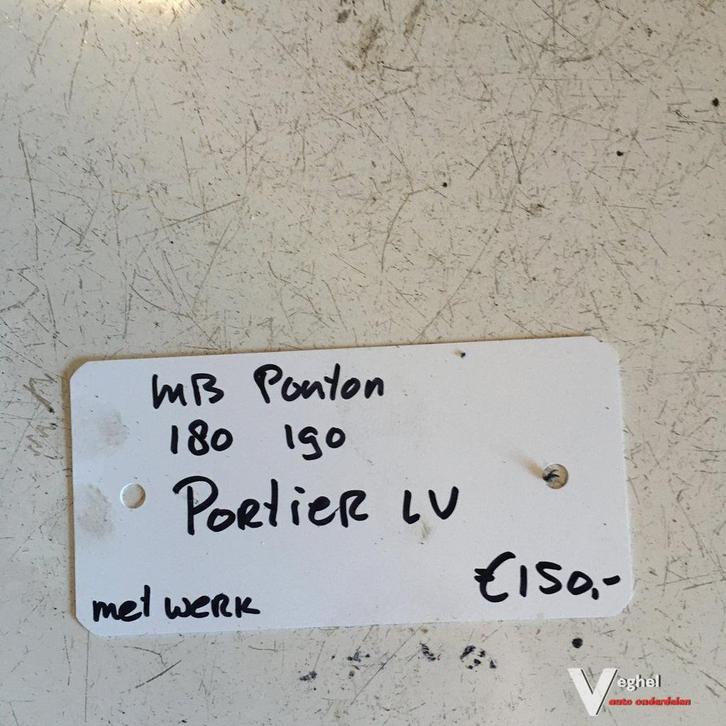 MB Ponton
180 190
Portier LV
€150,-
met werk
Veghel
auto onderdelen